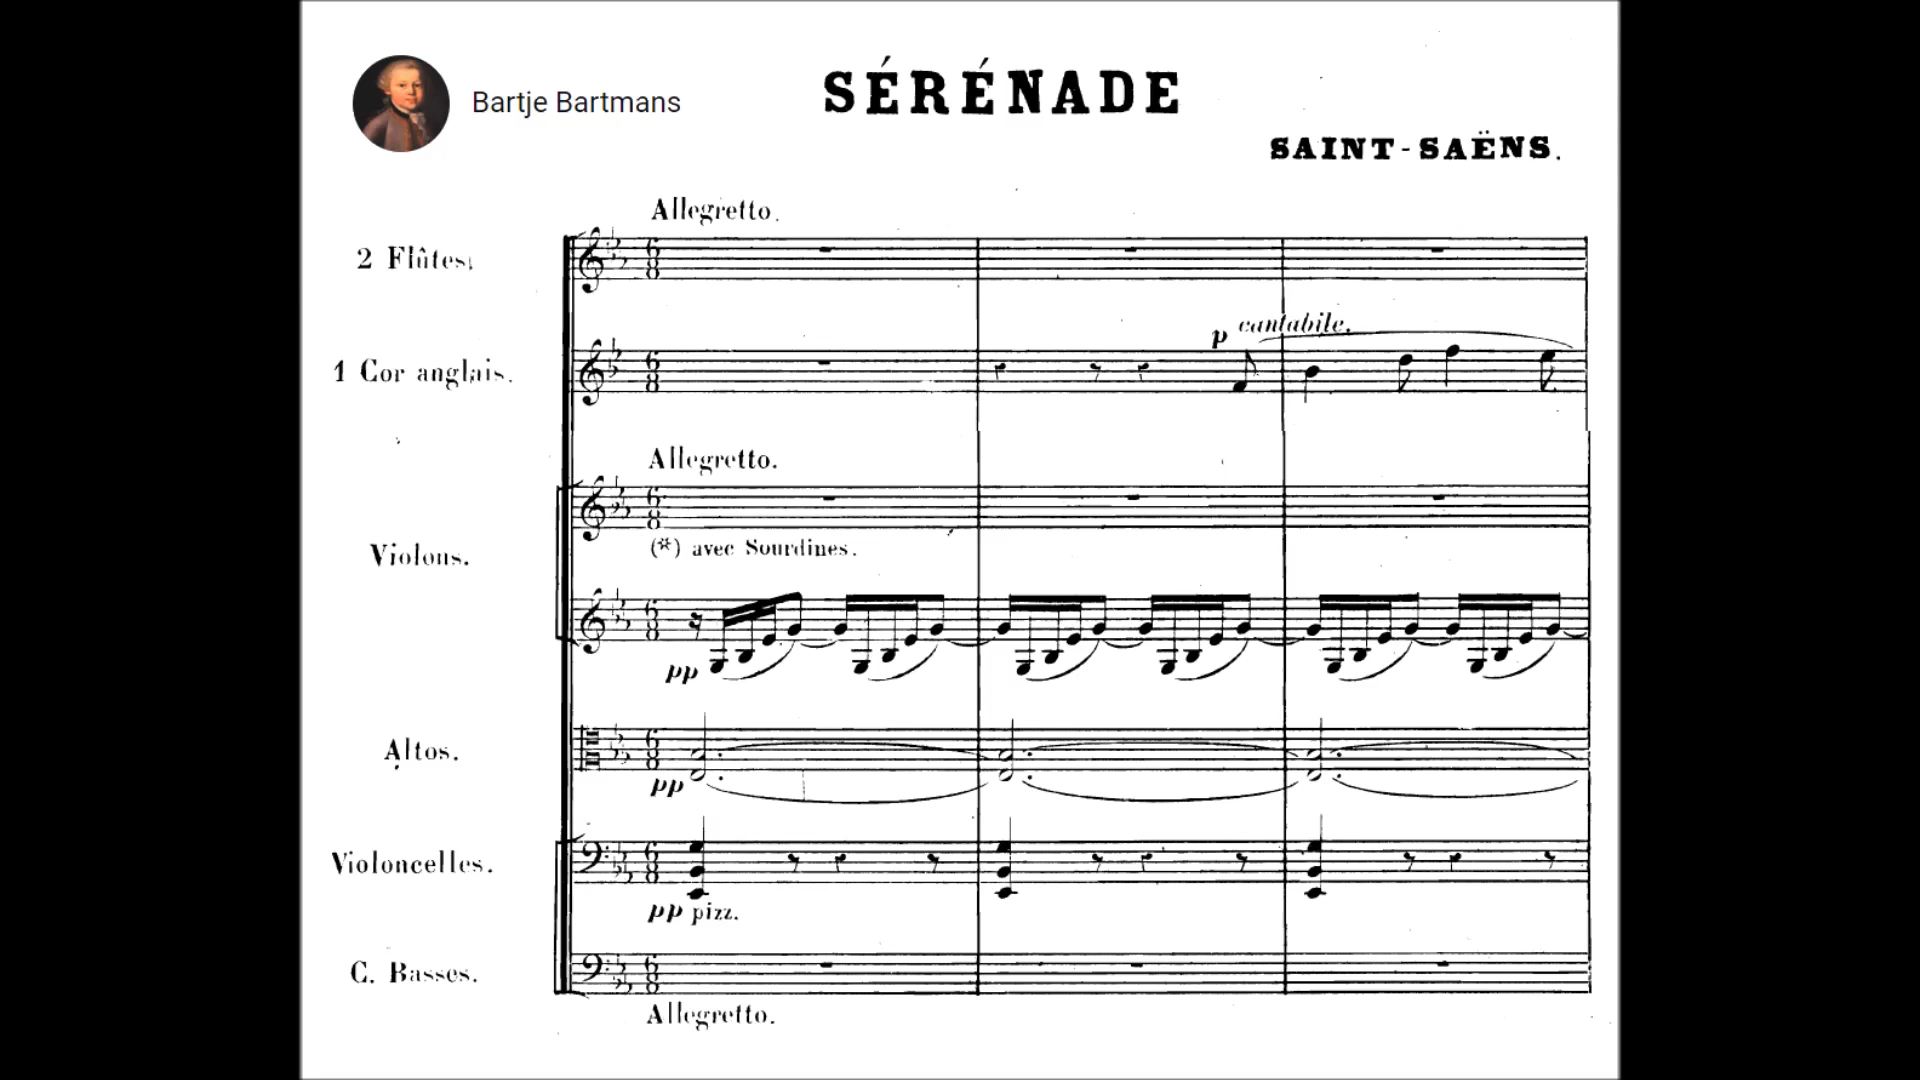 Bartje Bartmans
SÉRÉNADE
SAINT-SAËNS.
Allegretto.
2 Flûtes.
p cantabile.
1 Cor anglais.
Allegretto.
(*) avec Sourdines.
Violons.
pp
Altos.
pp
Violoncelles.
pp pizz.
C. Basses.
Allegretto.